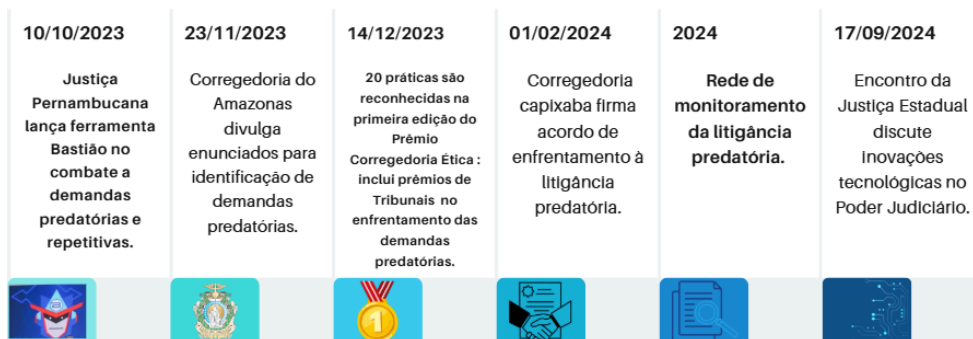 10/10/2023
Justiça
Pernambucana
lança ferramenta
Bastião no
combate a
demandas
predatórias e
repetitivas.
23/11/2023
Corregedoria do
Amazonas
divulga
enunciados para
identificação de
demandas
predatórias.
14/12/2023
20 práticas são
reconhecidas na
primeira edição do
Prêmio
Corregedoria Ética :
inclui prêmios de
Tribunais no
enfrentamento das
demandas
predatórias.
1
01/02/2024
Corregedoria
capixaba firma
acordo de
enfrentamento à
litigância
predatória.
2024
Rede de
monitoramento
da litigância
predatória.
17/09/2024
Encontro da
Justiça Estadual
discute
inovações
tecnológicas no
Poder Judiciário.